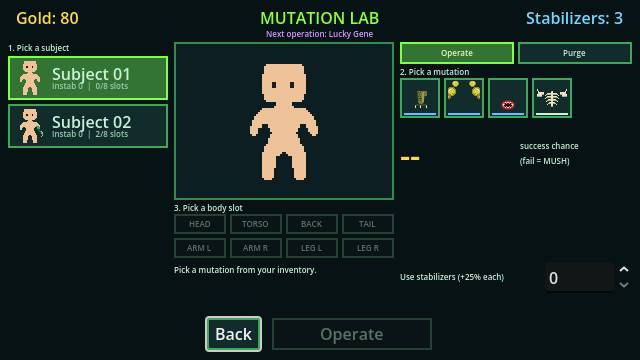 Gold: 80
MUTATION LAB
Stabilizers: 3
Next operation: Lucky Gene
1. Pick a subject
Subject 01
Instab 0 | 0/8 slots
Subject 02
Instab 0 | 2/8 slots
Operate
Purge
2. Pick a mutation
--
success chance
(fail = MUSH)
3. Pick a body slot
HEAD
TORSO
BACK
TAIL
ARM L
ARM R
LEG L
LEG R
Pick a mutation from your inventory.
Use stabilizers (+25% each)
0
Back
Operate